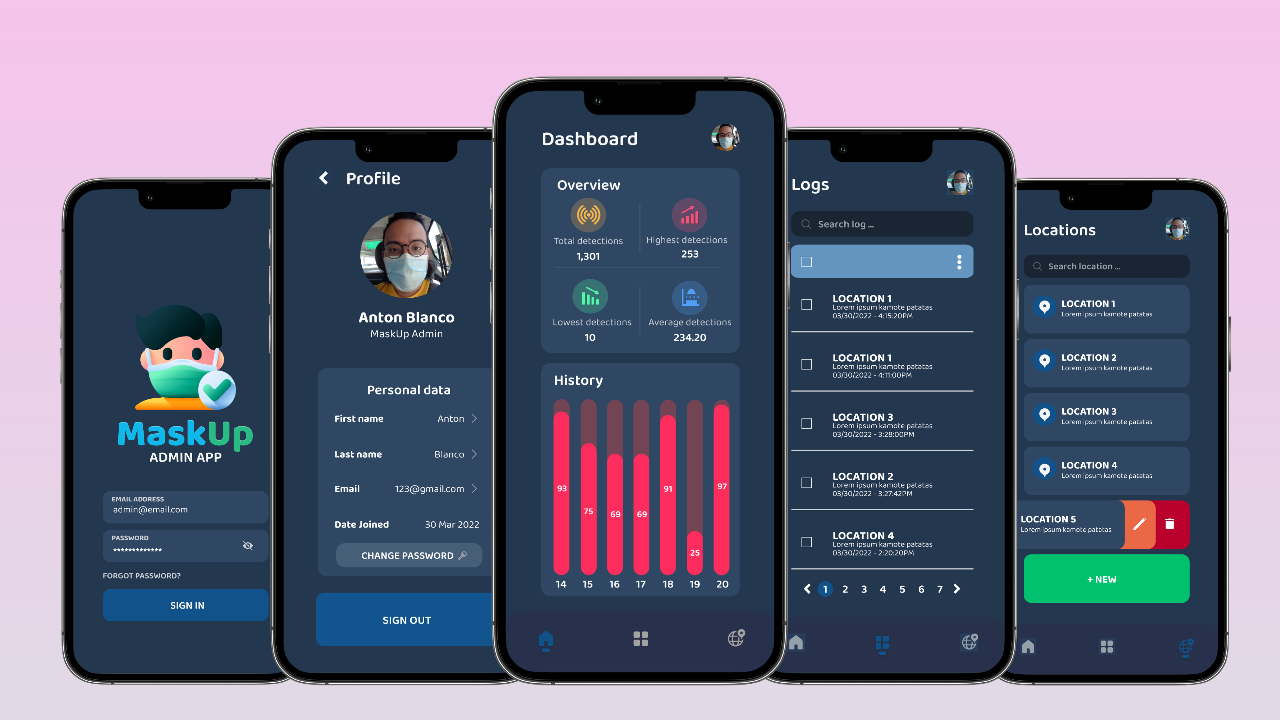 MaskUp
ADMIN APP
EMAIL ADDRESS
admin@email.com
PASSWORD
*************
FORGOT PASSWORD?
SIGN IN
Profile
Anton Blanco
MaskUp Admin
Personal data
First name Anton
Last name Blanco
Email 123@gmail.com
Date Joined 30 Mar 2022
CHANGE PASSWORD
SIGN OUT
Dashboard
Overview
Total detections
1,301
Highest detections
253
Lowest detections
10
Average detections
234.20
History
93 75 69 69 91 25 97
14 15 16 17 18 19 20
Logs
Search log ...
LOCATION 1
Lorem ipsum kamote patatas
03/30/2022 - 4:15:20PM
LOCATION 1
Lorem ipsum kamote patatas
03/30/2022 - 4:11:00PM
LOCATION 3
Lorem ipsum kamote patatas
03/30/2022 - 3:28:00PM
LOCATION 2
Lorem ipsum kamote patatas
03/30/2022 - 3:27:42PM
LOCATION 4
Lorem ipsum kamote patatas
03/30/2022 - 2:20:20PM
1 2 3 4 5 6 7
Locations
Search location ...
LOCATION 1
Lorem ipsum kamote patatas
LOCATION 2
Lorem ipsum kamote patatas
LOCATION 3
Lorem ipsum kamote patatas
LOCATION 4
Lorem ipsum kamote patatas
LOCATION 5
Lorem ipsum kamote patatas
+ NEW